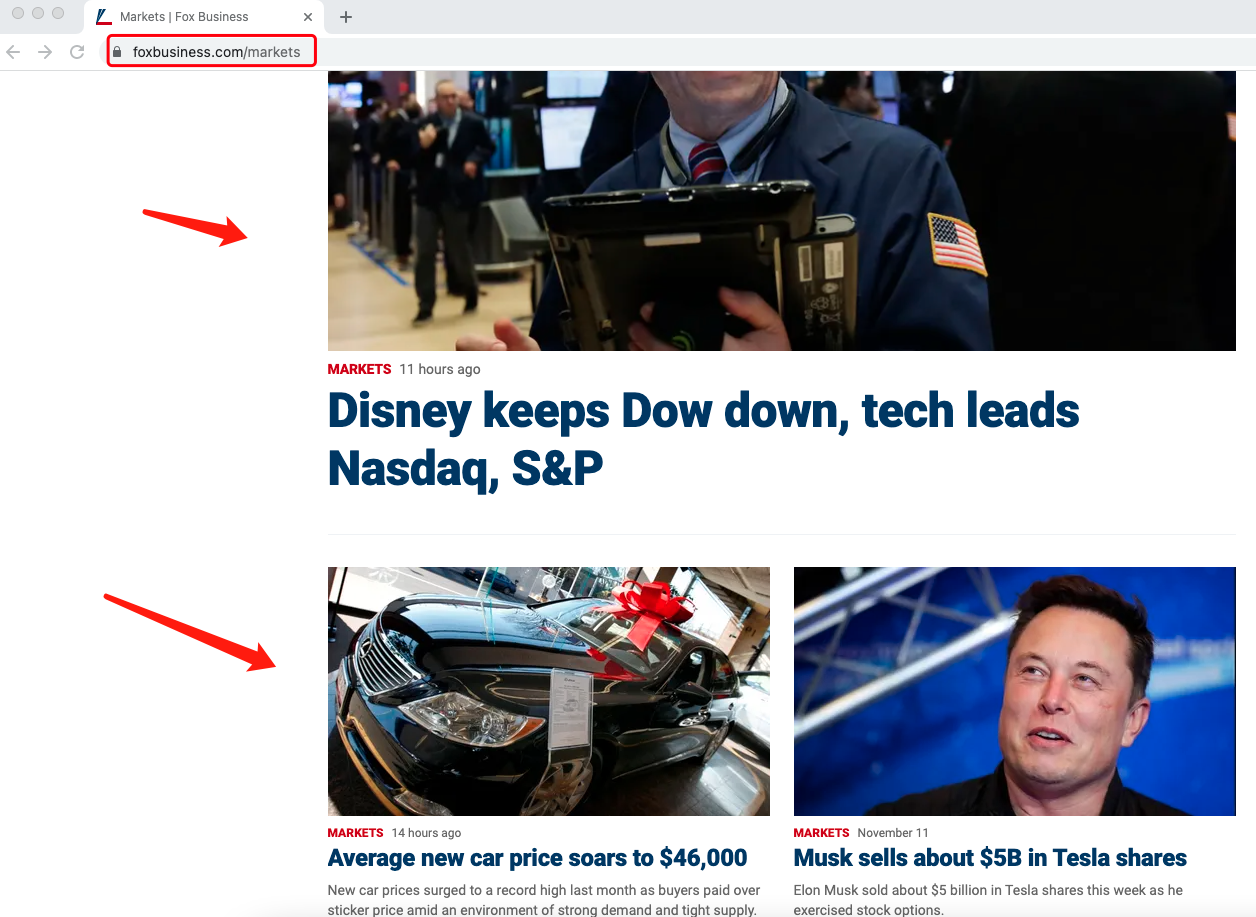 Markets | Fox Business
foxbusiness.com/markets
MARKETS 11 hours ago
Disney keeps Dow down, tech leads
Nasdaq, S&P
MARKETS 14 hours ago
Average new car price soars to $46,000
New car prices surged to a record high last month as buyers paid over
sticker price amid an environment of strong demand and tight supply.
MARKETS November 11
Musk sells about $5B in Tesla shares
Elon Musk sold about $5 billion in Tesla shares this week as he
exercised stock options.